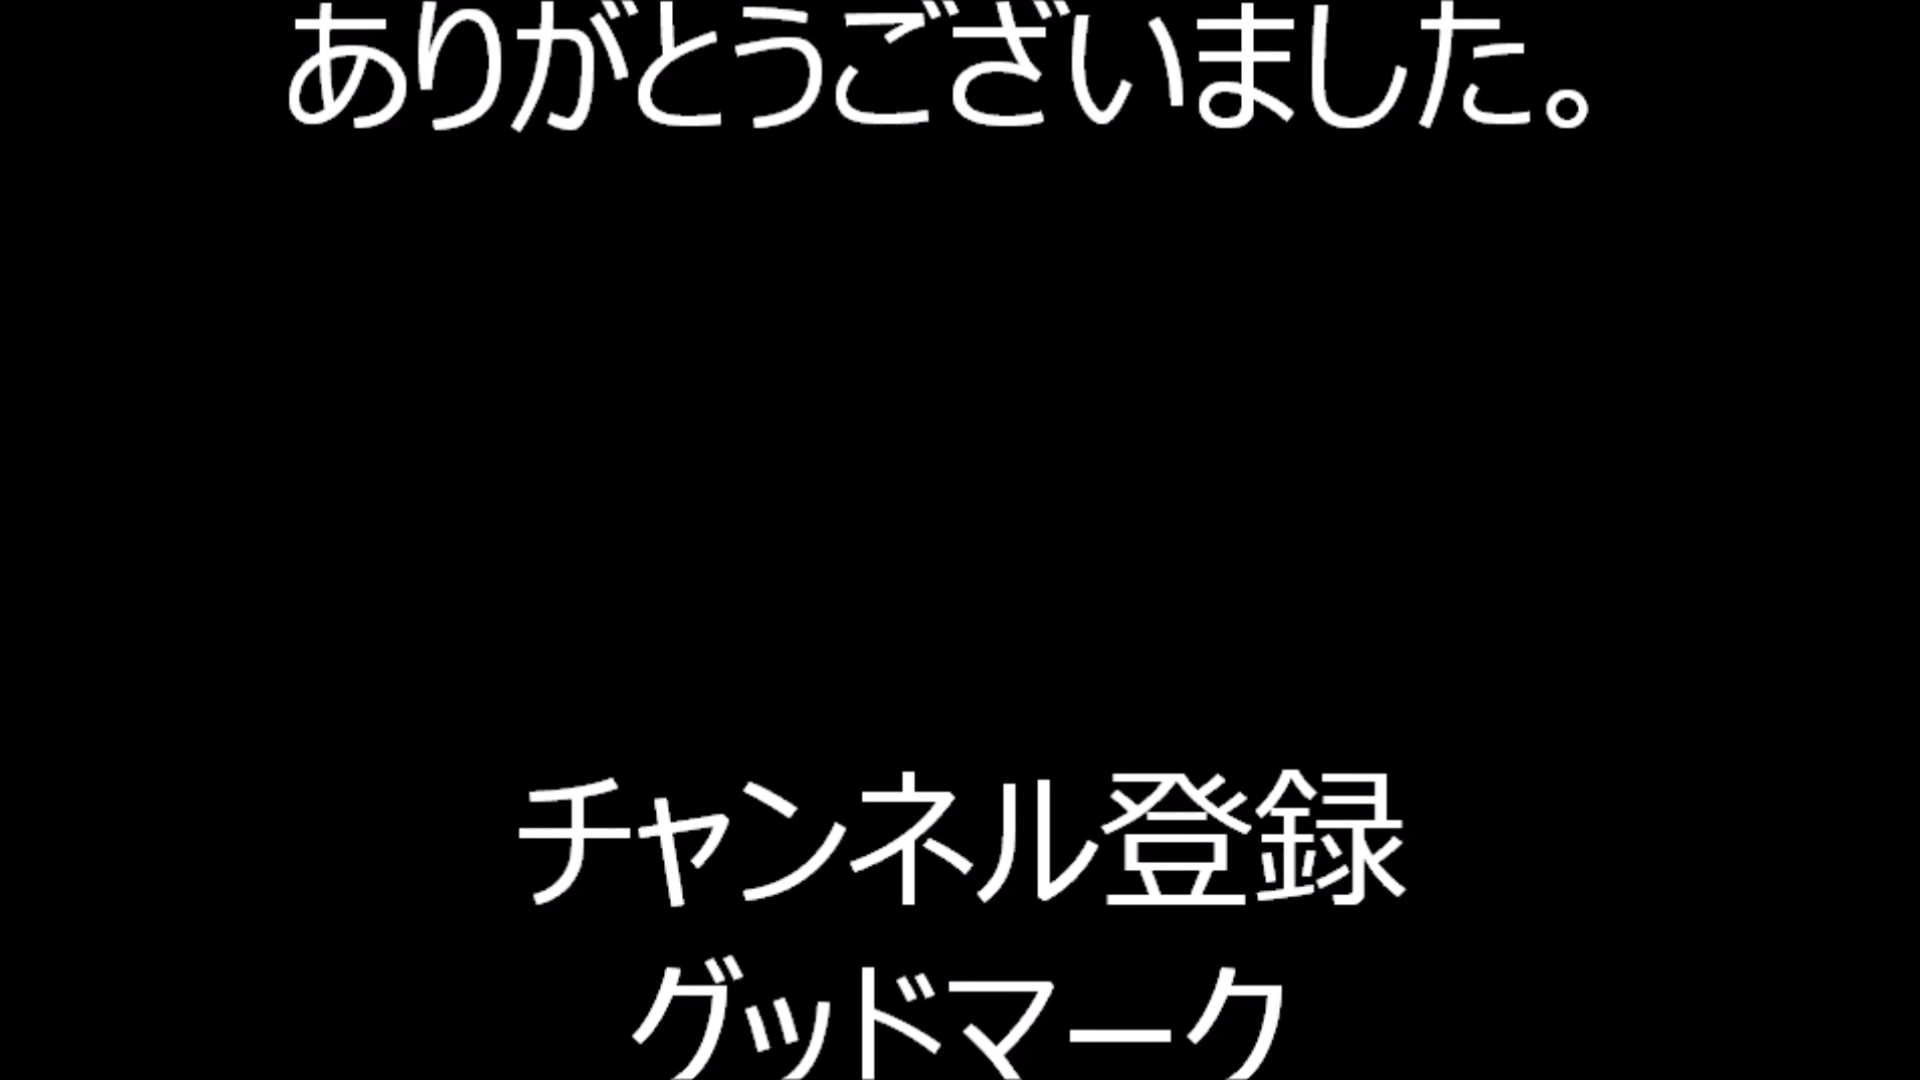 ありがとうございました。
チャンネル登録
グッドマーク